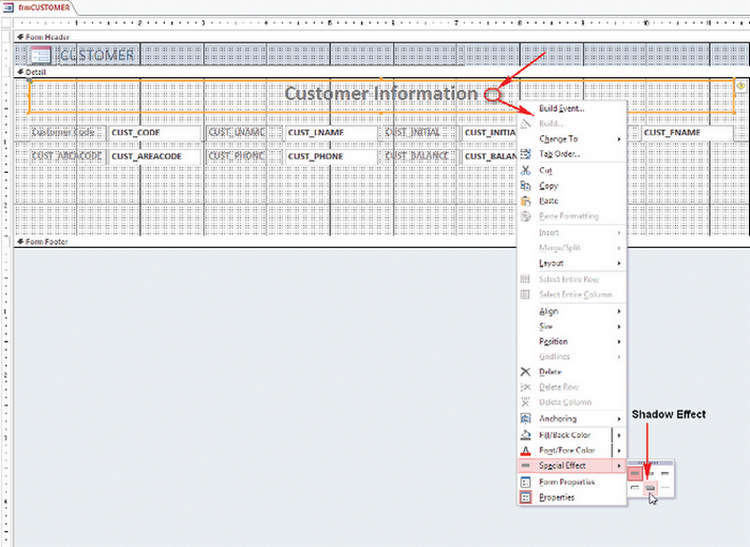 frmCUSTOMER
Form Header
CUSTOMER
Detail
Customer Information
Customer Code CUST_CODE CUST_LNAME CUST_LNAME CUST_INITIAL CUST_INITIA CUST_FNAME
CUST_AREACODE CUST_AREACODE CUST_PHONE CUST_PHONE CUST_BALANCE CUST_BALAN
Form Footer
Build Event...
Build...
Change To
Tab Order...
Cut
Copy
Paste
Paste Formatting
Insert
Merge/Split
Layout
Select Entire Row
Select Entire Column
Align
Size
Position
Gridlines
Delete
Delete Row
Delete Column
Anchoring
Fill/Back Color
Font/Fore Color
Special Effect
Form Properties
Properties
Shadow Effect